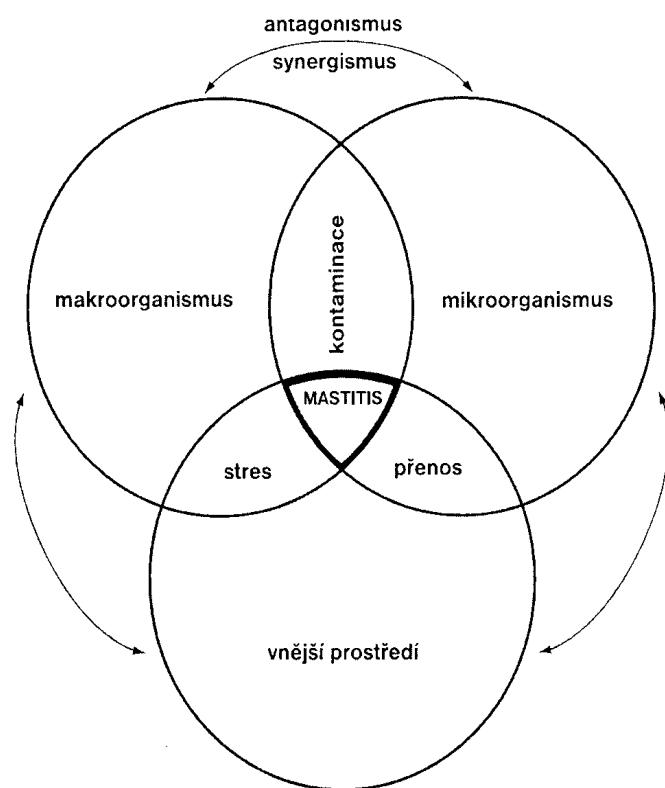 antagonismus
synergismus
kontaminace
makroorganismus
mikroorganismus
MASTITIS
stres
přenos
vnější prostředí